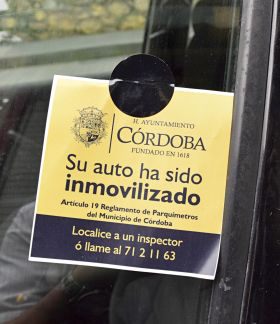 H. AYUNTAMIENTO
CÓRDOBA
FUNDADO EN 1618
Su auto ha sido
inmovilizado
Artículo 19 Reglamento de Parquímetros
del Municipio de Córdoba
Localice a un inspector
ó llame al 71 2 11 63